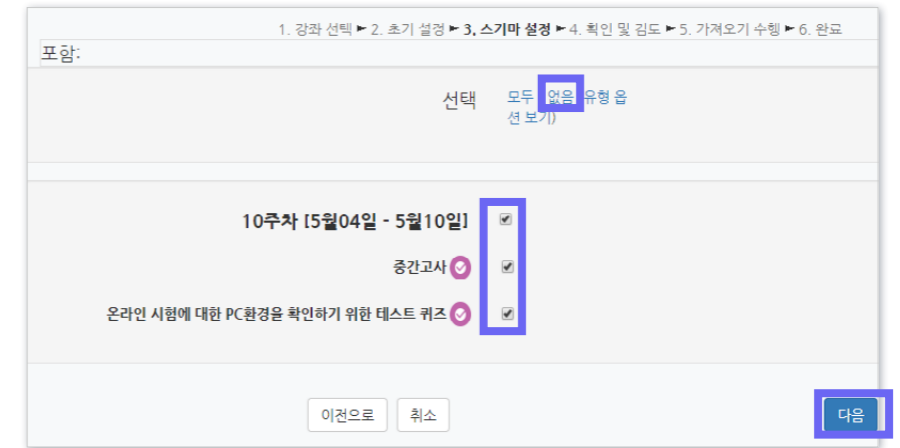 1. 강좌 선택 ► 2. 초기 설정 ► 3. 스키마 설정 ► 4. 확인 및 검토 ► 5. 가져오기 수행 ► 6. 완료
포함:
선택 모두 없음 유형 옵
션 보기)
10주차 [5월04일 - 5월10일]
중간고사
온라인 시험에 대한 PC환경을 확인하기 위한 테스트 퀴즈
이전으로 취소 다음